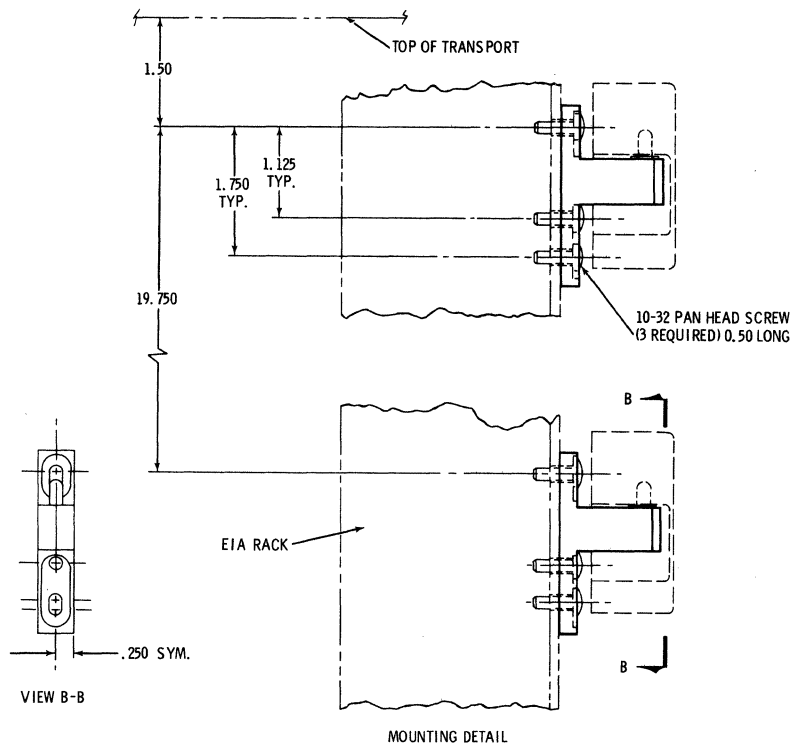 TOP OF TRANSPORT
1.50
1.125
TYP.
1.750
TYP.
19.750
10-32 PAN HEAD SCREW
(3 REQUIRED) 0.50 LONG
B
EIA RACK
.250 SYM.
B
VIEW B-B
MOUNTING DETAIL